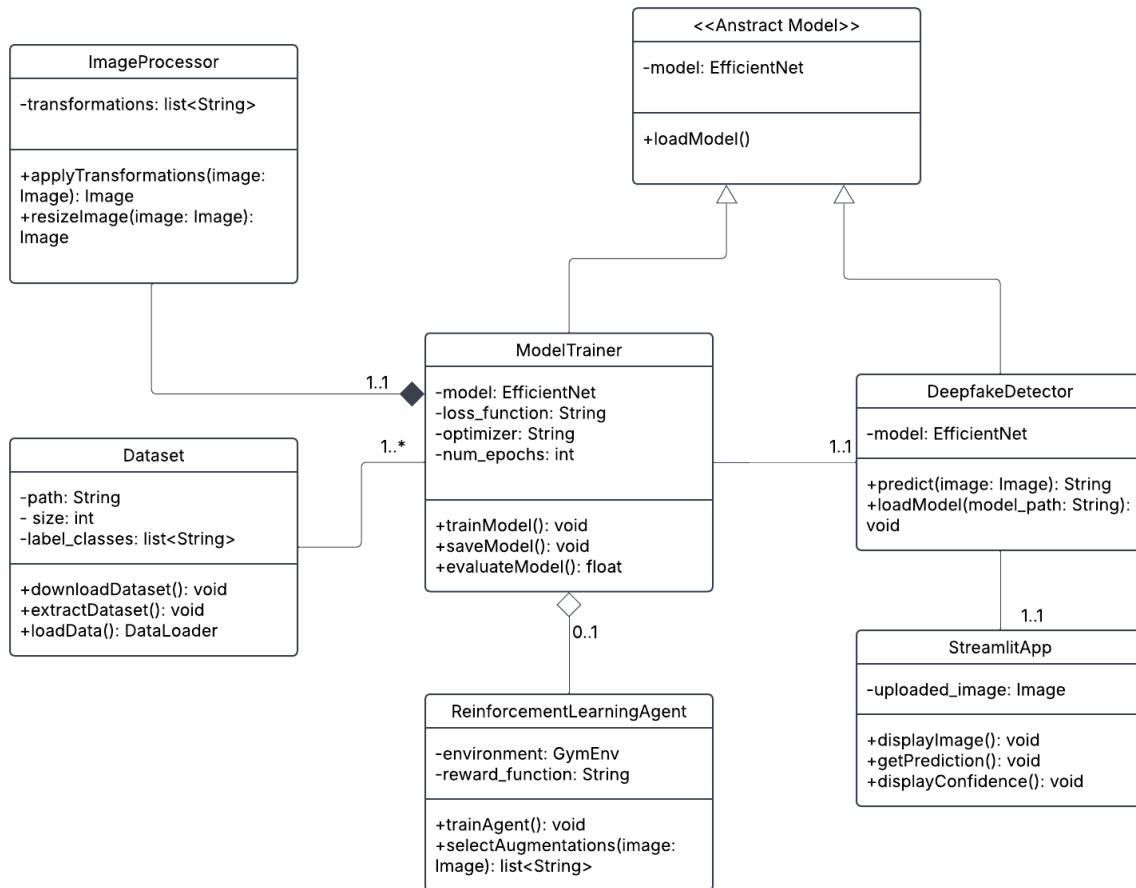 <<Anstract Model>>
-model: EfficientNet
+loadModel()
ImageProcessor
-transformations: list<String>
+applyTransformations(image:
Image): Image
+resizeImage(image: Image):
Image
1..1
ModelTrainer
-model: EfficientNet
-loss_function: String
-optimizer: String
-num_epochs: int
+trainModel(): void
+saveModel(): void
+evaluateModel(): float
1..*
Dataset
-path: String
- size: int
-label_classes: list<String>
+downloadDataset(): void
+extractDataset(): void
+loadData(): DataLoader
1..1
DeepfakeDetector
-model: EfficientNet
+predict(image: Image): String
+loadModel(model_path: String):
void
0..1
ReinforcementLearningAgent
-environment: GymEnv
-reward_function: String
+trainAgent(): void
+selectAugmentations(image:
Image): list<String>
1..1
StreamlitApp
-uploaded_image: Image
+displayImage(): void
+getPrediction(): void
+displayConfidence(): void